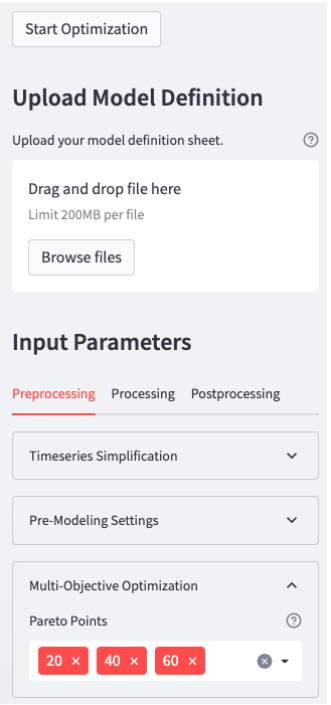 Start Optimization
Upload Model Definition
Upload your model definition sheet.
Drag and drop file here
Limit 200MB per file
Browse files
Input Parameters
Preprocessing Processing Postprocessing
Timeseries Simplification
Pre-Modeling Settings
Multi-Objective Optimization
Pareto Points
20 × 40 × 60 ×